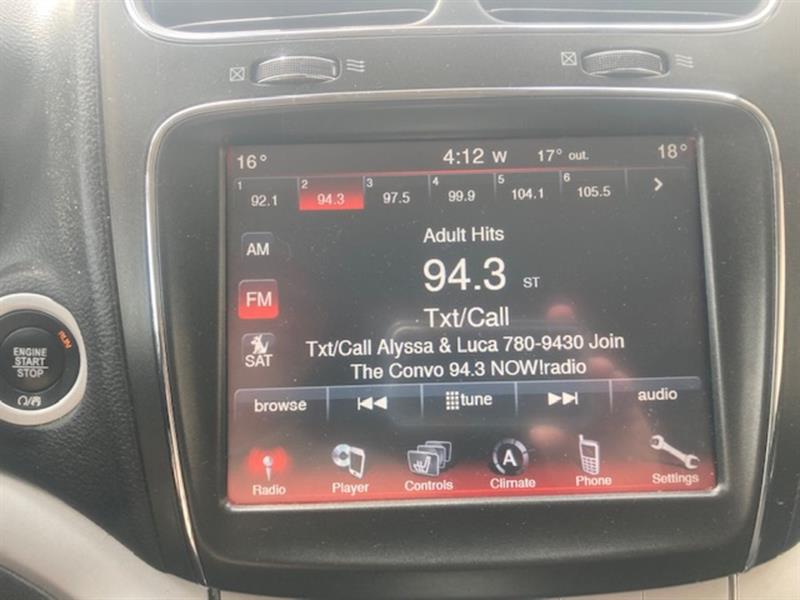 16° 4:12 W 17° out. 18°
1 2 3 4 5 6
92.1 94.3 97.5 99.9 104.1 105.5
Adult Hits
AM
94.3 ST
FM
Txt/Call
SAT
Txt/Call Alyssa & Luca 780-9430 Join
The Convo 94.3 NOW!radio
browse tune audio
Radio Player Controls A Climate Phone Settings
ENGINE
START
STOP
RUN